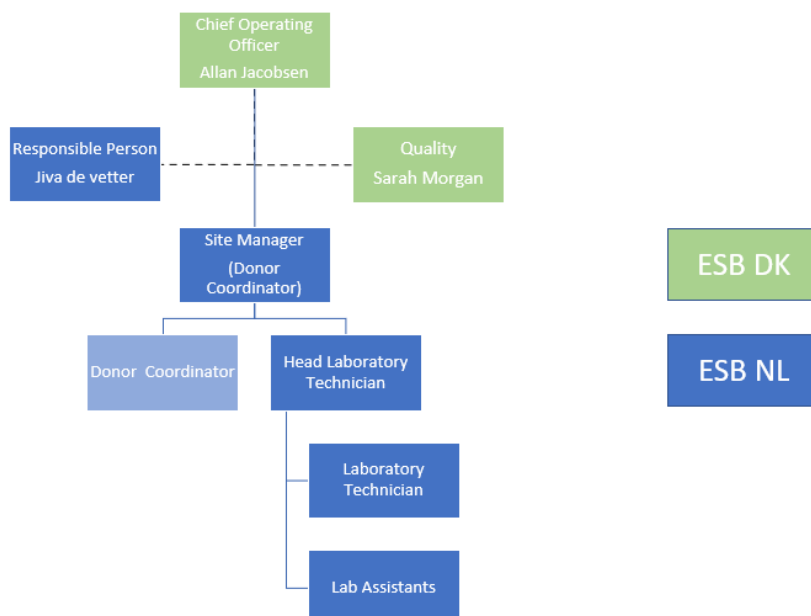 Chief Operating
Officer
Allan Jacobsen
Responsible Person
Jiva de vetter
Quality
Sarah Morgan
Site Manager
(Donor
Coordinator)
ESB DK
Donor Coordinator
Head Laboratory
Technician
ESB NL
Laboratory
Technician
Lab Assistants